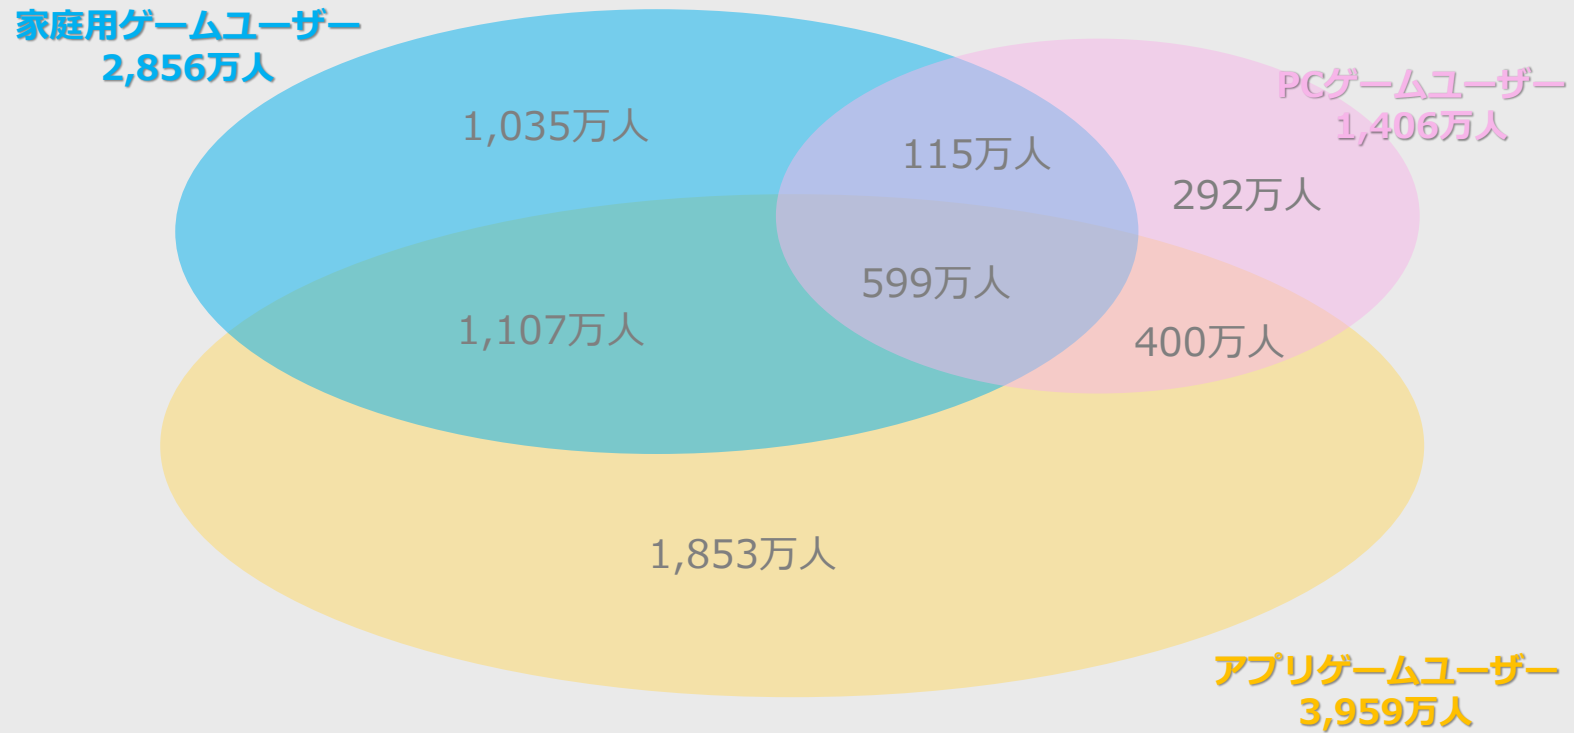 家庭用ゲームユーザー
2,856万人
PCゲームユーザー
1,406万人
1,035万人
115万人
292万人
599万人
1,107万人
400万人
1,853万人
アプリゲームユーザー
3,959万人